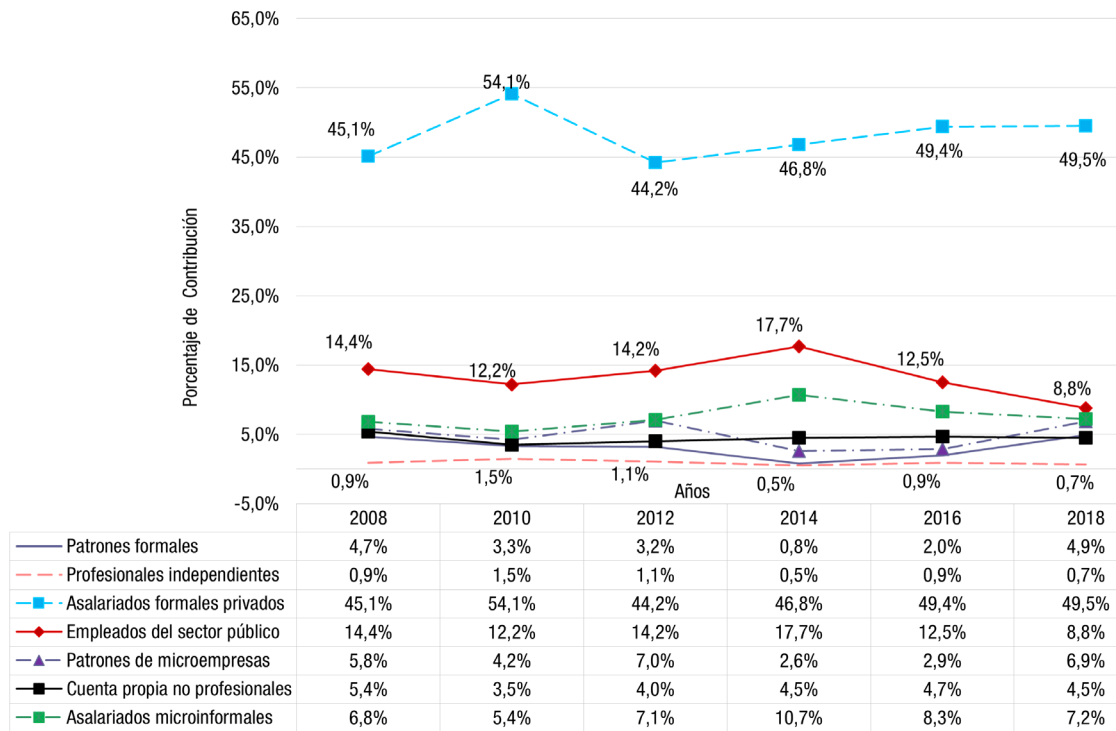 65,0%
55,0%
45,0%
35,0%
25,0%
15,0%
5,0%
-5,0%
Porcentaje de Contribución
45,1%
54,1%
44,2%
46,8%
49,4%
49,5%
14,4%
12,2%
14,2%
17,7%
12,5%
8,8%
0,9%
1,5%
1,1%
0,5%
0,9%
0,7%
Años
2008 2010 2012 2014 2016 2018
Patrones formales 4,7% 3,3% 3,2% 0,8% 2,0% 4,9%
Profesionales independientes 0,9% 1,5% 1,1% 0,5% 0,9% 0,7%
Asalariados formales privados 45,1% 54,1% 44,2% 46,8% 49,4% 49,5%
Empleados del sector público 14,4% 12,2% 14,2% 17,7% 12,5% 8,8%
Patrones de microempresas 5,8% 4,2% 7,0% 2,6% 2,9% 6,9%
Cuenta propia no profesionales 5,4% 3,5% 4,0% 4,5% 4,7% 4,5%
Asalariados microinformales 6,8% 5,4% 7,1% 10,7% 8,3% 7,2%